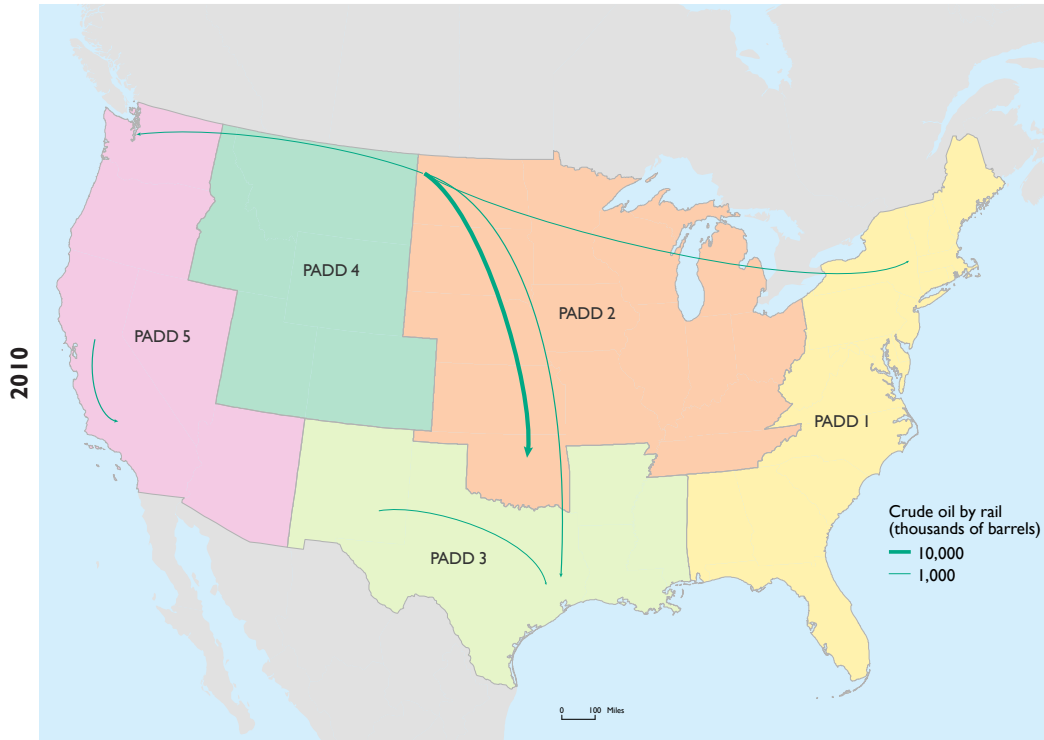 2010
PADD 4
PADD 2
PADD 5
PADD 1
PADD 3
Crude oil by rail
(thousands of barrels)
10,000
1,000
0 100 Miles